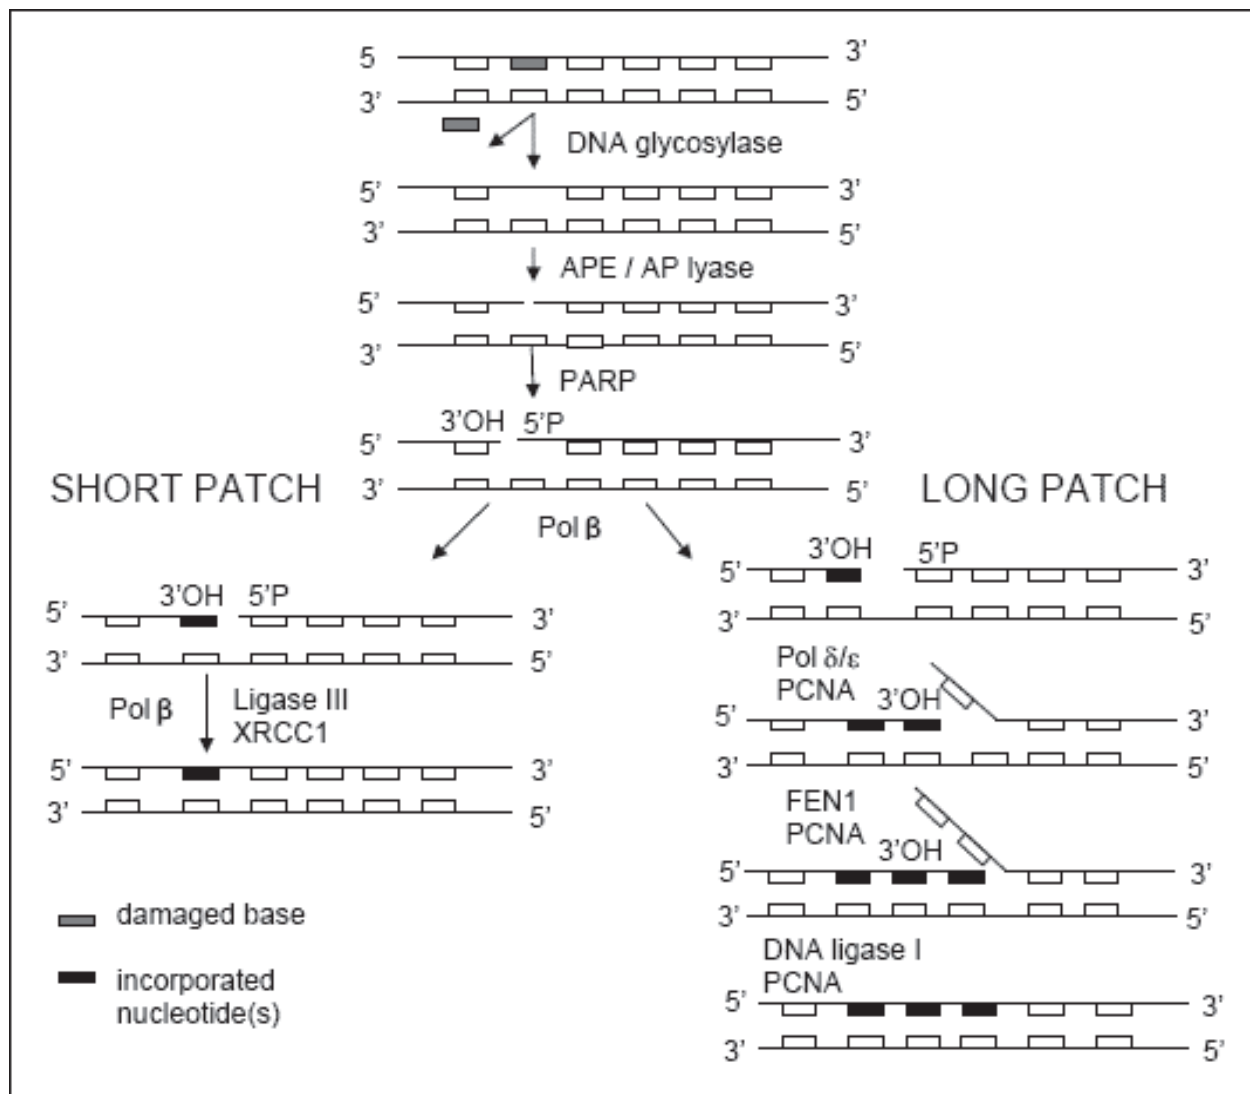 5 3’
3’ 5’
DNA glycosylase
5’ 3’
3’ 5’
APE / AP lyase
5’ 3’
3’ 5’
PARP
3’OH 5’P
5’ 3’
3’ 5’
SHORT PATCH
LONG PATCH
Pol β
3’OH 5’P
5’ 3’
3’ 5’
Pol β
Ligase III
XRCC1
5’ 3’
3’ 5’
damaged base
incorporated
nucleotide(s)
3’OH 5’P
5’ 3’
3’ 5’
Pol δ/ε
PCNA
3’OH
5’ 3’
3’ 5’
FEN1
PCNA
3’OH
5’ 3’
3’ 5’
DNA ligase I
PCNA
5’ 3’
3’ 5’